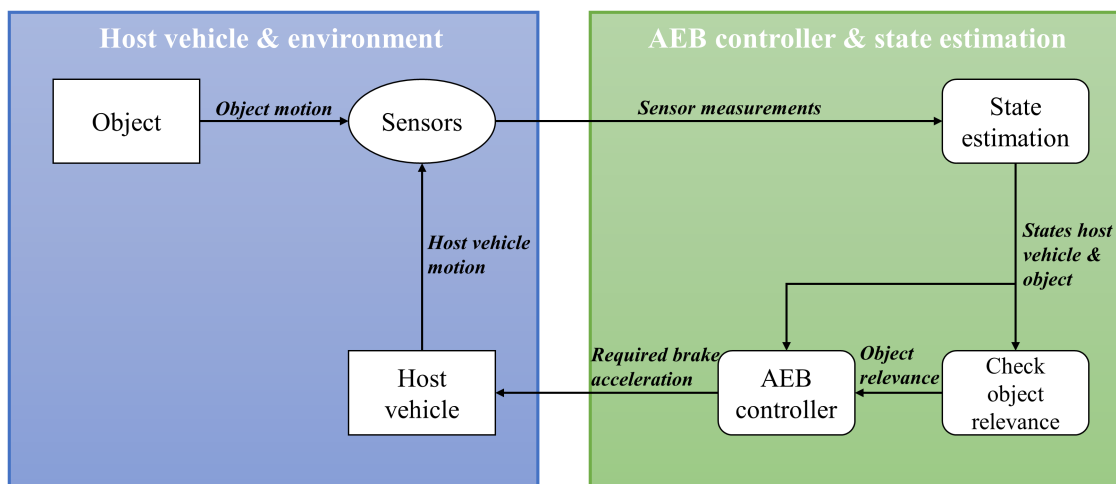 Host vehicle & environment
AEB controller & state estimation
Object
Object motion
Sensors
Sensor measurements
State
estimation
Host vehicle
motion
States host
vehicle &
object
Required brake
acceleration
Object
relevance
Host
vehicle
AEB
controller
Check
object
relevance